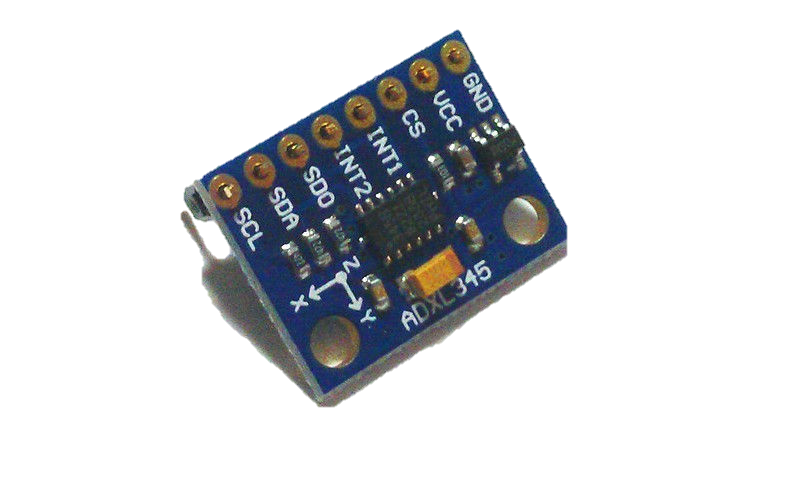 GND
VCC
CS
INT1
INT2
SDO
SDA
SCL
Z
X
Y
ADXL345